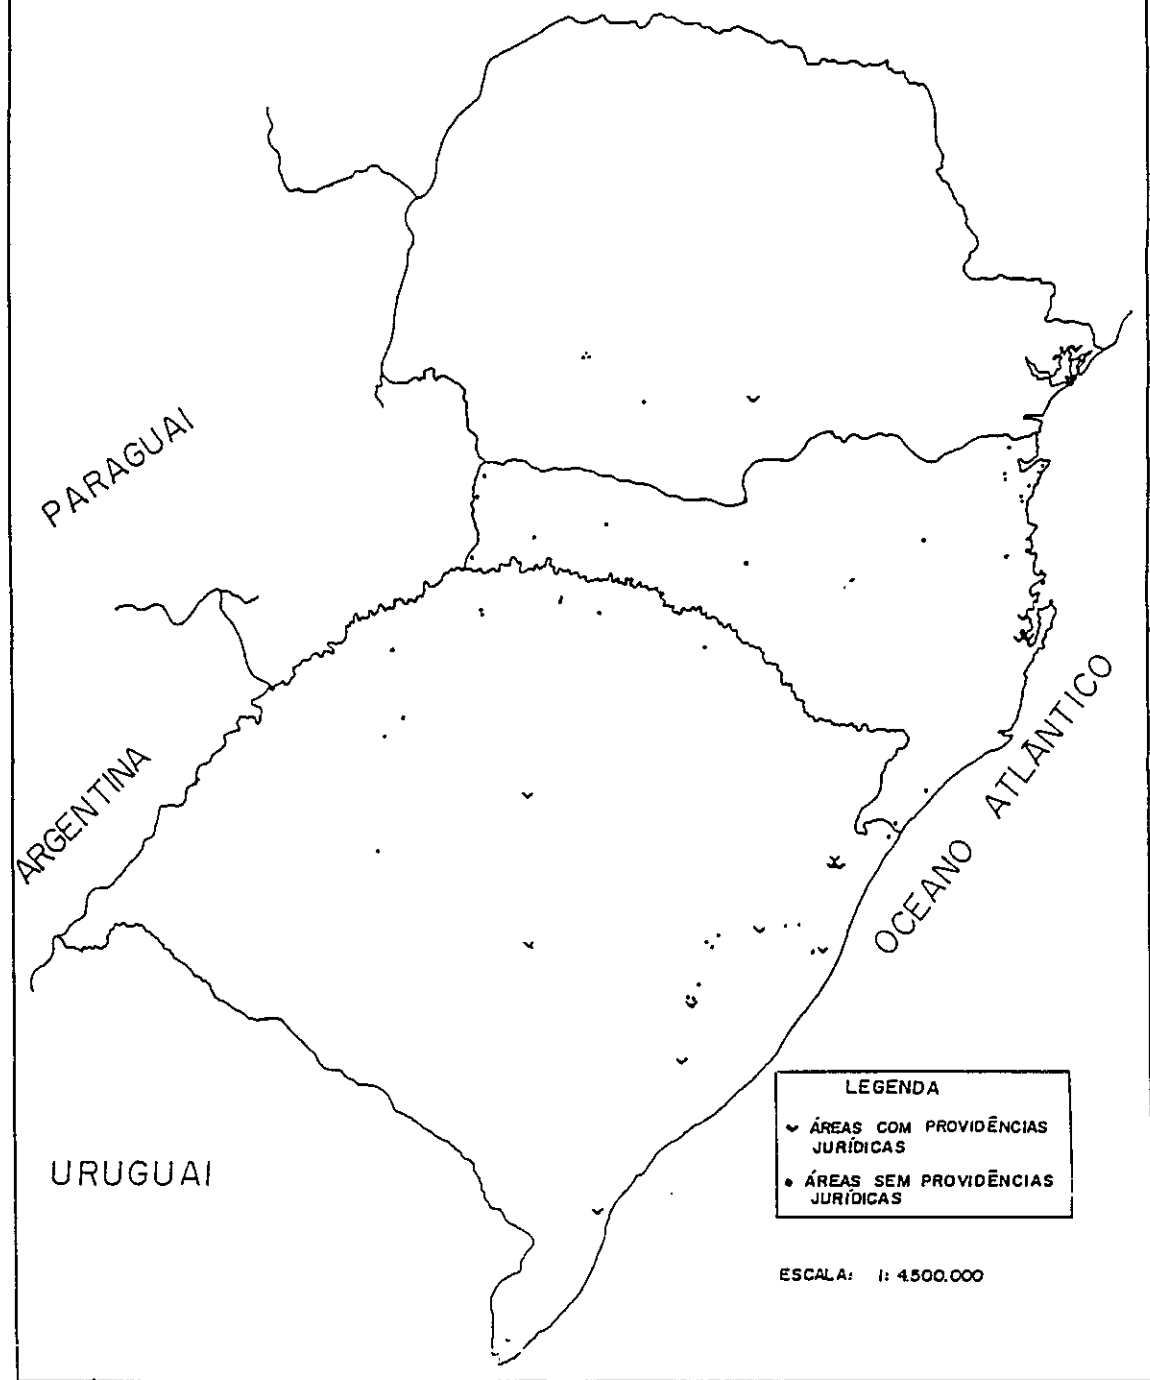 PARAGUAI
ARGENTINA
OCEANO ATLÂNTICO
URUGUAI
LEGENDA
ÁREAS COM PROVIDÊNCIAS
JURÍDICAS
ÁREAS SEM PROVIDÊNCIAS
JURÍDICAS
ESCALA: 1: 4.500.000